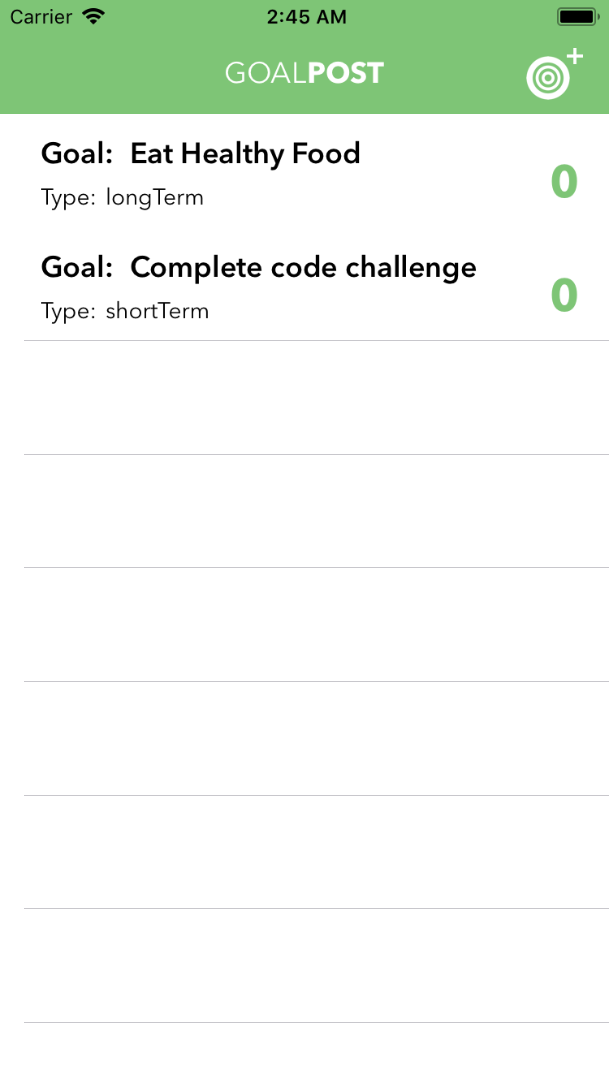 Carrier 2:45 AM
GOALPOST
Goal: Eat Healthy Food
Type: longTerm
0
Goal: Complete code challenge
Type: shortTerm
0